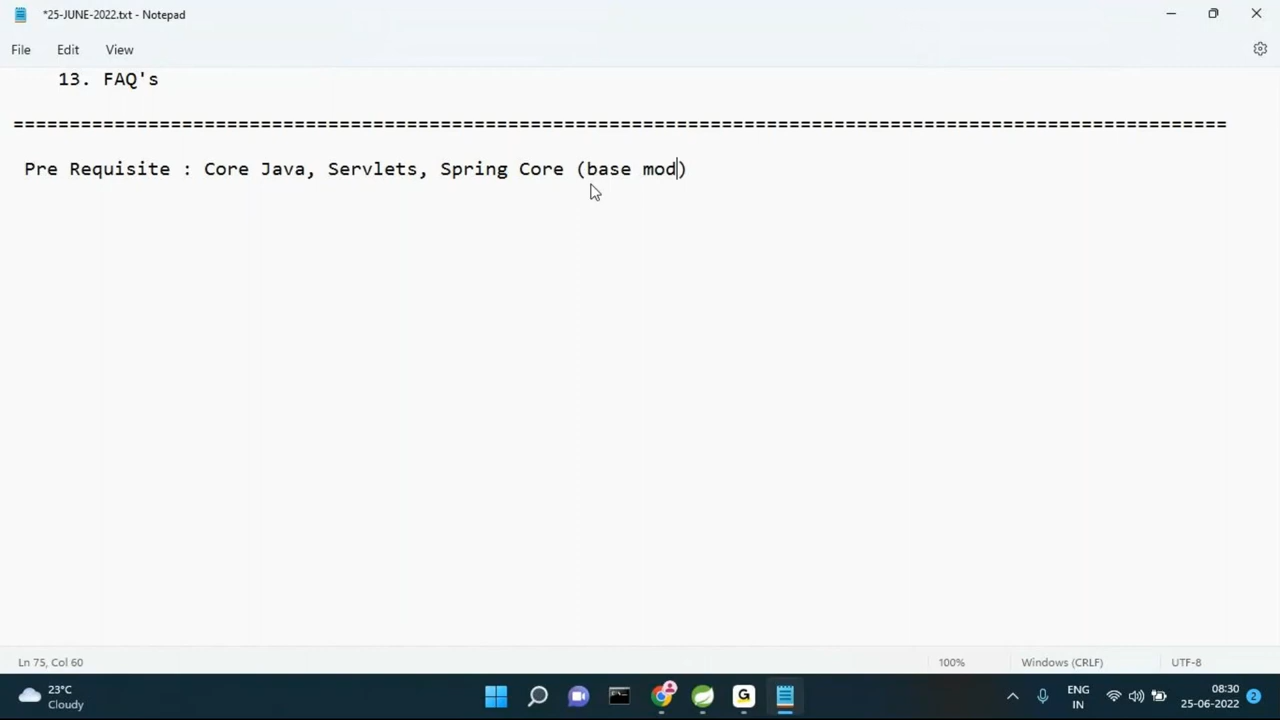 *25-JUNE-2022.txt - Notepad
File Edit View
13. FAQ's
============================================================================================================
Pre Requisite : Core Java, Servlets, Spring Core (base mod)
Ln 75, Col 60
100%
Windows (CRLF)
UTF-8
23°C
Cloudy
G
ENG
IN
08:30
25-06-2022
2